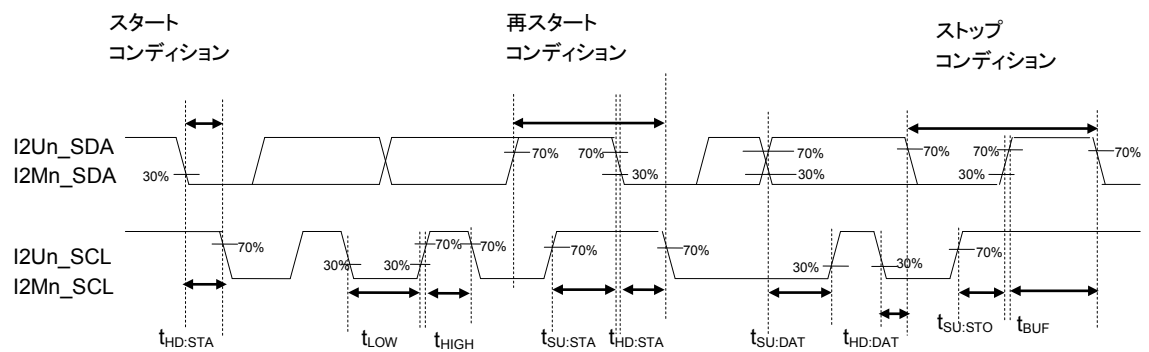 スタート
コンディション
再スタート
コンディション
ストップ
コンディション
I2Un_SDA
I2Mn_SDA
30%
70%
70%
30%
70%
30%
70%
70%
30%
70%
I2Un_SCL
I2Mn_SCL
70%
30%
30%
70%
70%
70%
70%
30%
30%
70%
tHD:STA
tLOW
tHIGH
tSU:STA
tHD:STA
tSU:DAT
tHD:DAT
tSU:STO
tBUF